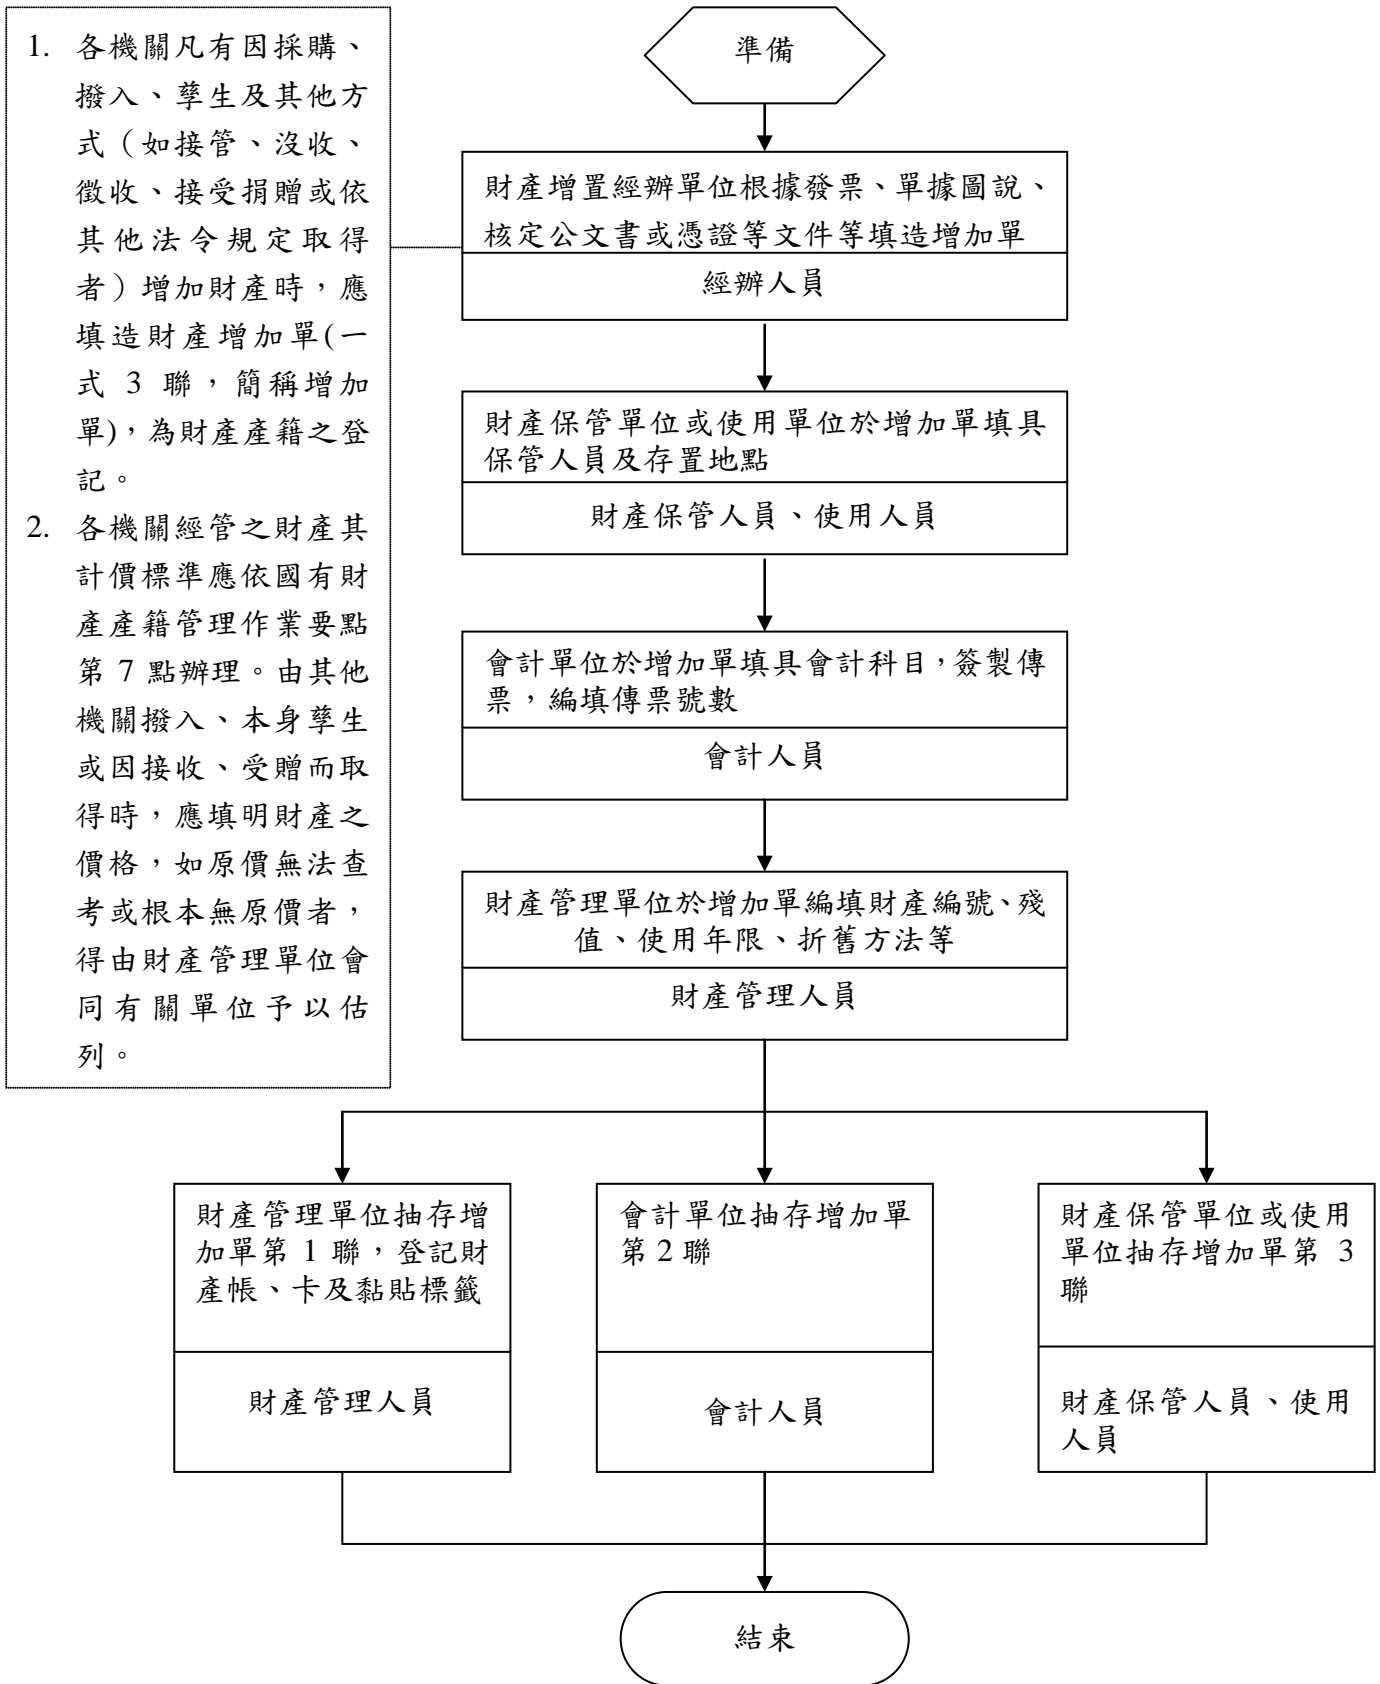 1. 各機關凡有因採購、
撥入、孳生及其他方
式（如接管、沒收、
徵收、接受捐贈或依
其他法令規定取得
者）增加財產時，應
填造財產增加單(一
式 3 聯，簡稱增加
單)，為財產產籍之登
記。
2. 各機關經管之財產其
計價標準應依國有財
產產籍管理作業要點
第 7 點辦理。由其他
機關撥入、本身孳生
或因接收、受贈而取
得時，應填明財產之
價格，如原價無法查
考或根本無原價者，
得由財產管理單位會
同有關單位予以估
列。
準備
財產增置經辦單位根據發票、單據圖說、
核定公文書或憑證等文件等填造增加單
經辦人員
財產保管單位或使用單位於增加單填具
保管人員及存置地點
財產保管人員、使用人員
會計單位於增加單填具會計科目，簽製傳
票，編填傳票號數
會計人員
財產管理單位於增加單編填財產編號、殘
值、使用年限、折舊方法等
財產管理人員
財產管理單位抽存增
加單第 1 聯，登記財
產帳、卡及黏貼標籤
財產管理人員
會計單位抽存增加單
第 2 聯
會計人員
財產保管單位或使用
單位抽存增加單第 3
聯
財產保管人員、使用
人員
結束